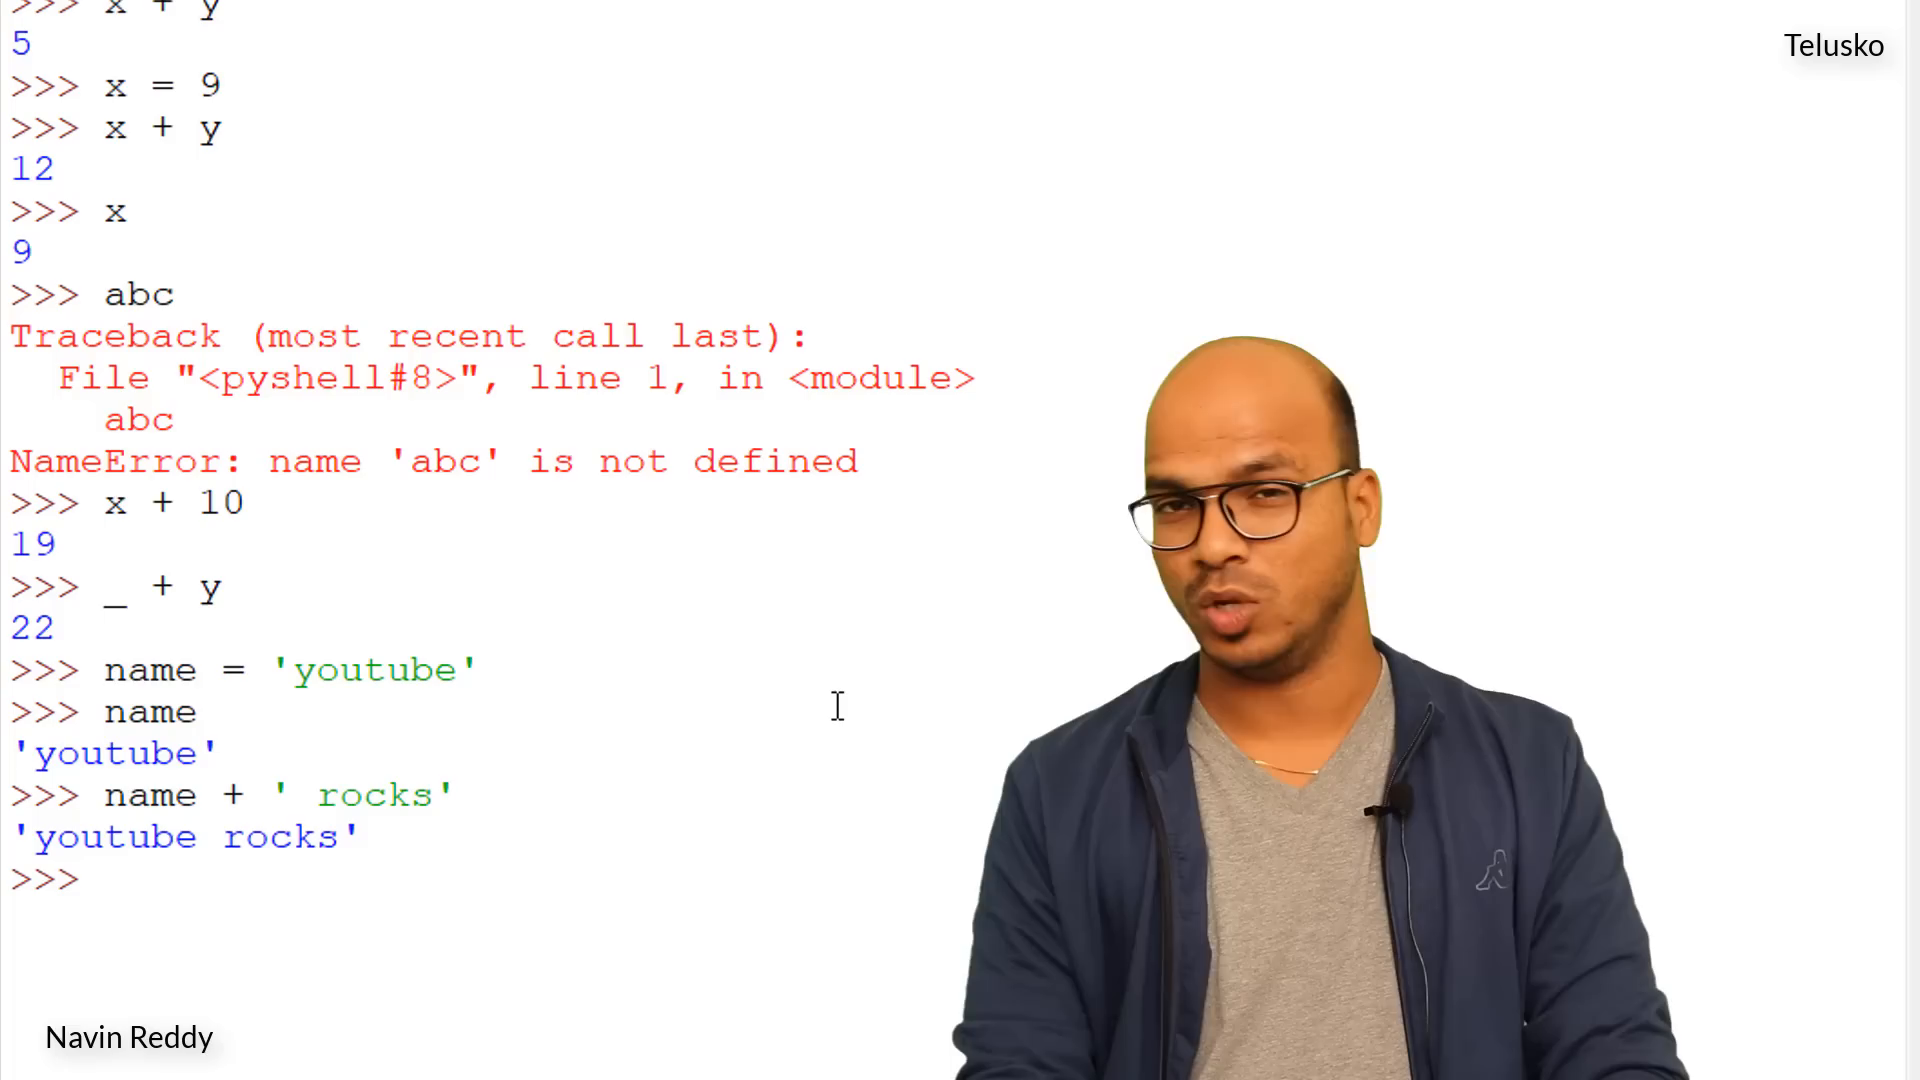 >>> x + y
5
Telusko
>>> x = 9
>>> x + y
12
>>> x
9
>>> abc
Traceback (most recent call last):
  File "<pyshell#8>", line 1, in <module>
    abc
NameError: name 'abc' is not defined
>>> x + 10
19
>>> _ + y
22
>>> name = 'youtube'
>>> name
'youtube'
>>> name + ' rocks'
'youtube rocks'
>>>
Navin Reddy